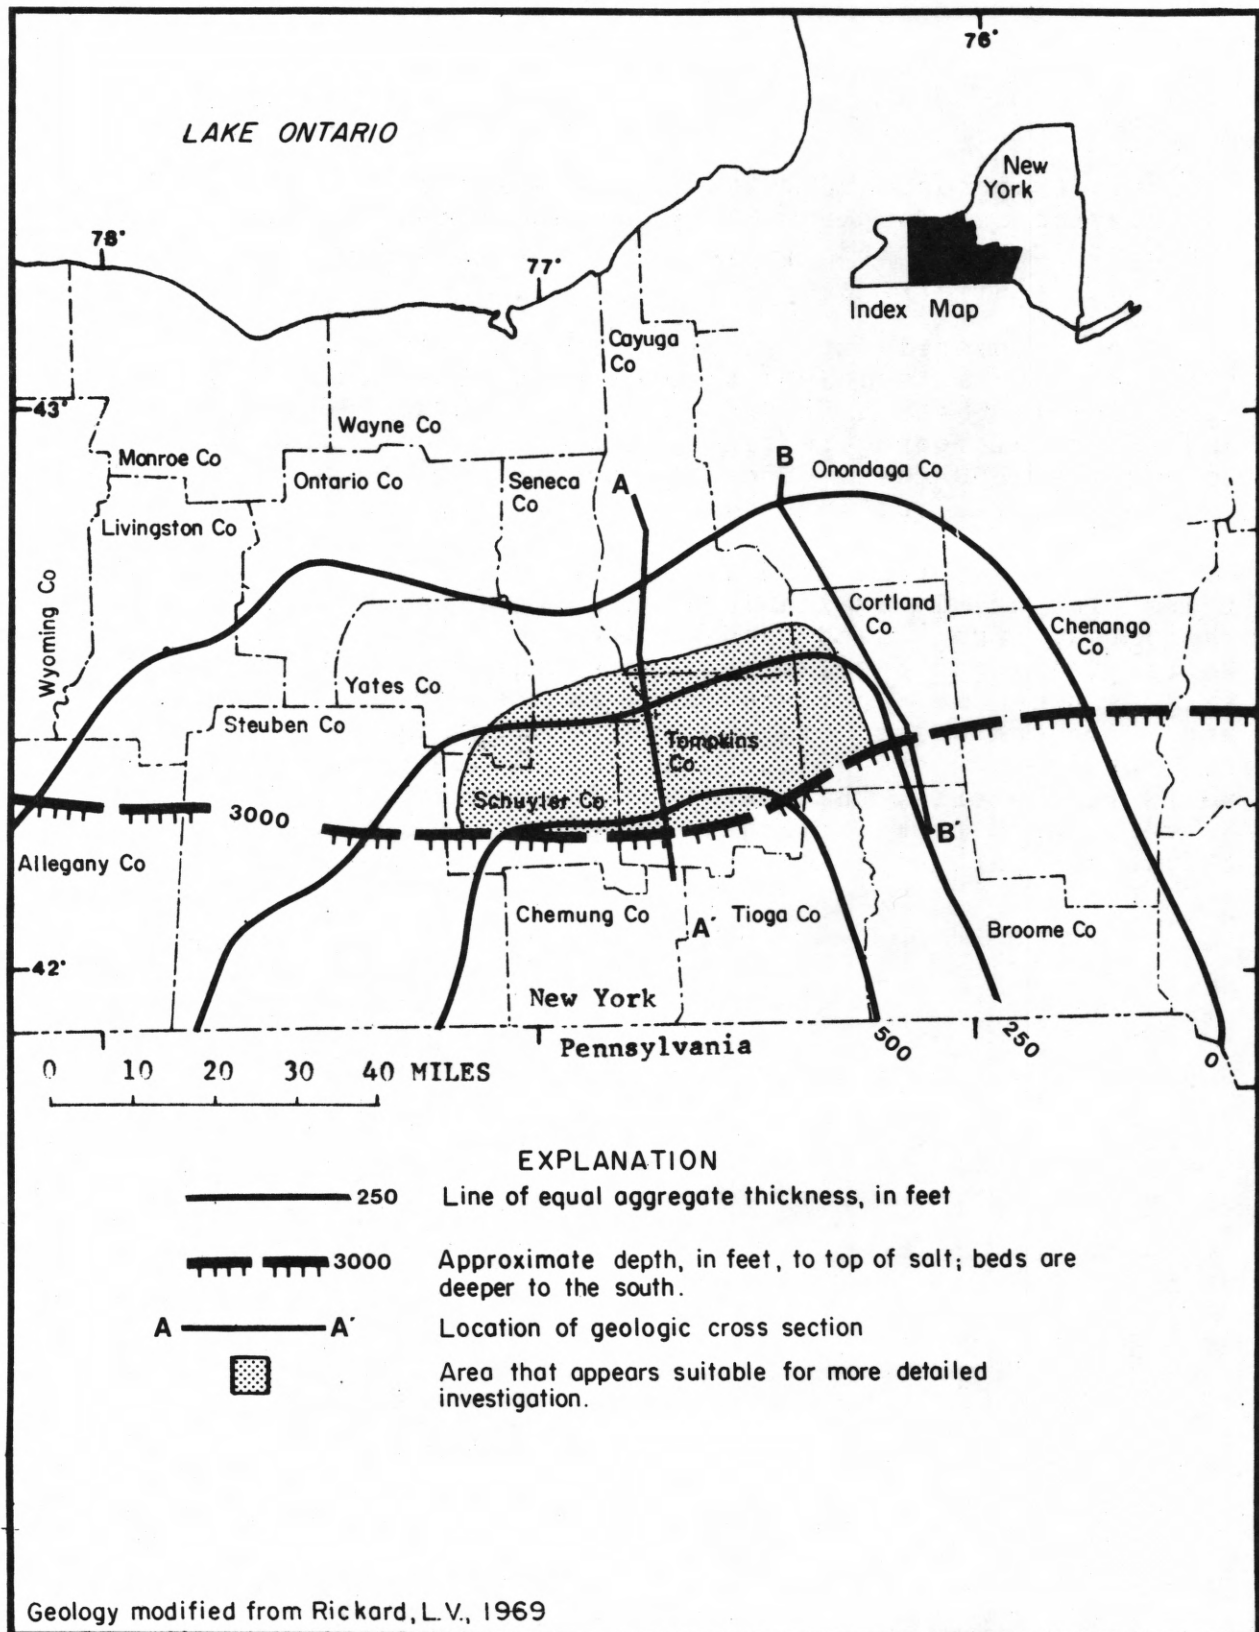 76°
LAKE ONTARIO
New
York
Index Map
78°
77°
Cayuga
Co
43°
Wayne Co
Monroe Co
Ontario Co
Seneca
Co
A
B
Onondaga Co
Livingston Co
Wyoming Co
Cortland
Co
Chenango
Co
Yates Co
Steuben Co
Tompkins
Co
Schuyler Co
3000
Allegany Co
B'
Chemung Co
A'
Tioga Co
Broome Co
42°
New York
Pennsylvania
500
250
0
0 10 20 30 40 MILES
EXPLANATION
250 Line of equal aggregate thickness, in feet
3000 Approximate depth, in feet, to top of salt; beds are
deeper to the south.
A A' Location of geologic cross section
Area that appears suitable for more detailed
investigation.
Geology modified from Rickard, L.V., 1969